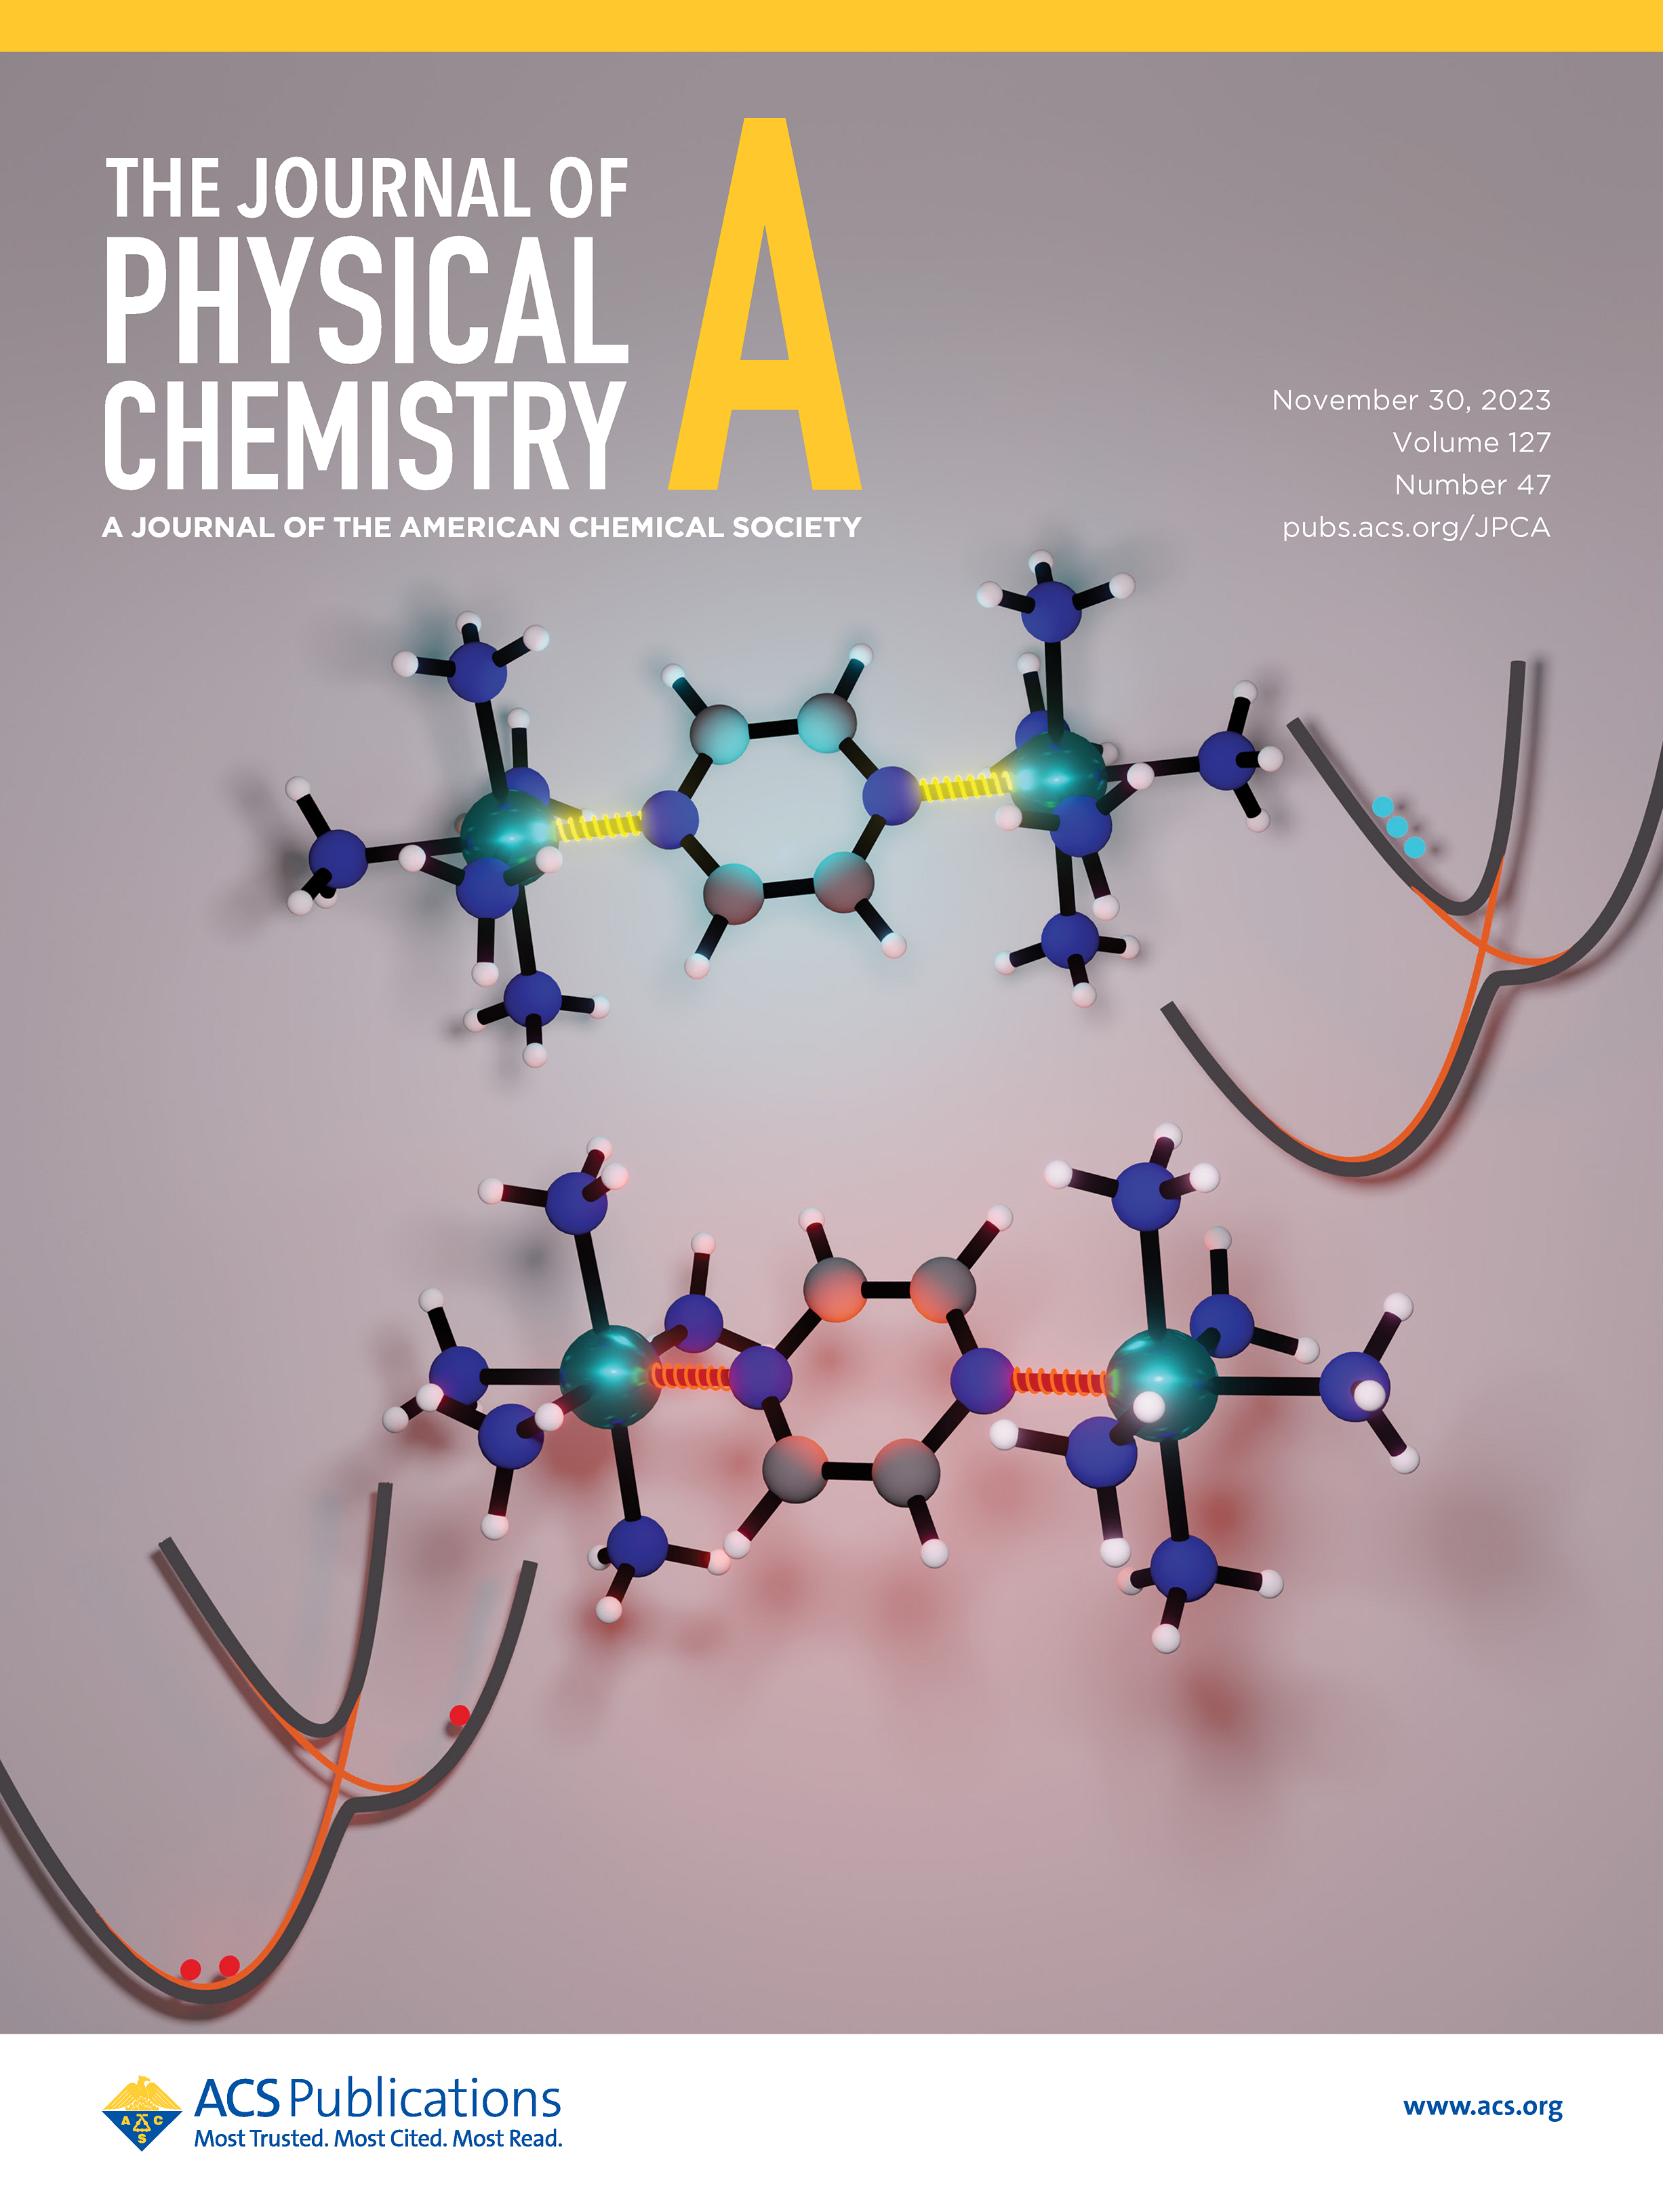 THE JOURNAL OF
PHYSICAL
CHEMISTRY
A
A JOURNAL OF THE AMERICAN CHEMICAL SOCIETY
November 30, 2023
Volume 127
Number 47
pubs.acs.org/JPCA
A C
S
ACS Publications
Most Trusted. Most Cited. Most Read.
www.acs.org